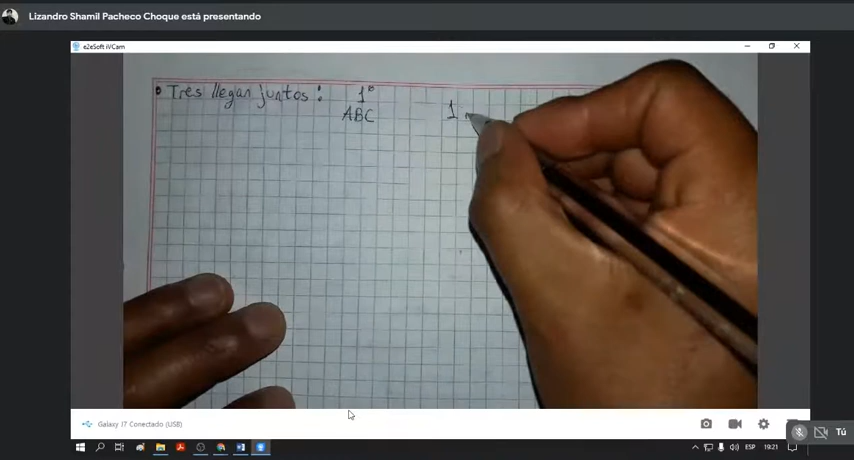 Lizandro Shamil Pacheco Choque está presentando
e2eSoft iVCam
• Tres llegan juntos: 1°
ABC
1
Galaxy J7 Conectado (USB)
Tú
ESP 19:21